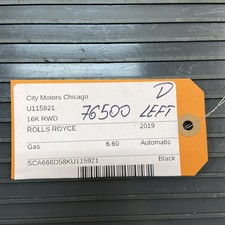 D
City Motors Chicago
U115921
76500 LEFT
16K RWD
ROLLS ROYCE 2019
Gas 6.60 Automatic
SCA666D58KU115921
Black